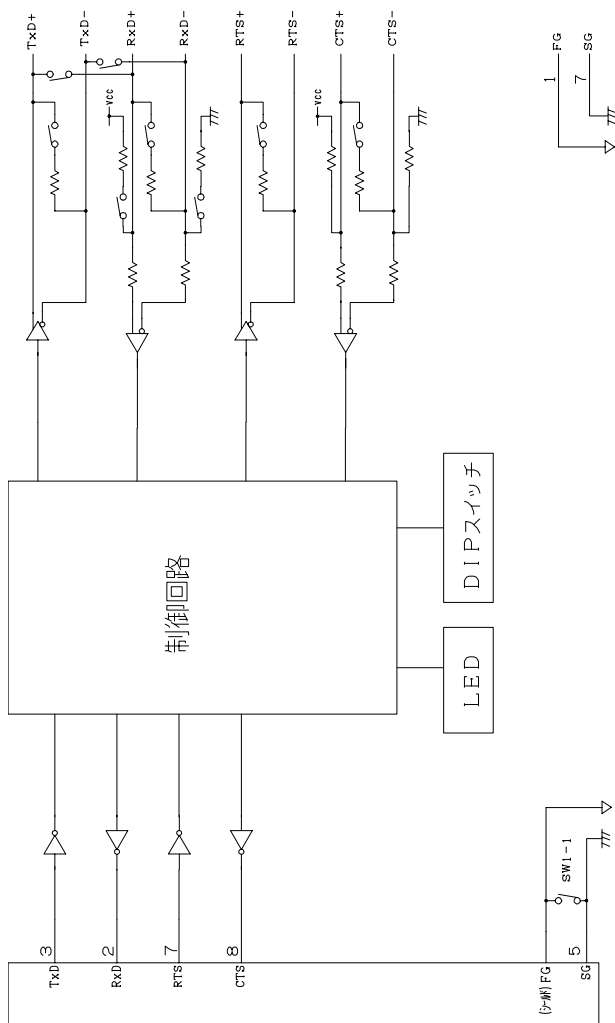 TxD+
TxD-
RxD+
RxD-
RTS+
RTS-
CTS+
CTS-
VCC
VCC
1 FG
7 SG
制御回路
DIPスイッチ
LED
TxD 3
RxD 2
RTS 7
CTS 8
(シールド) FG
SG 5
SW1-1